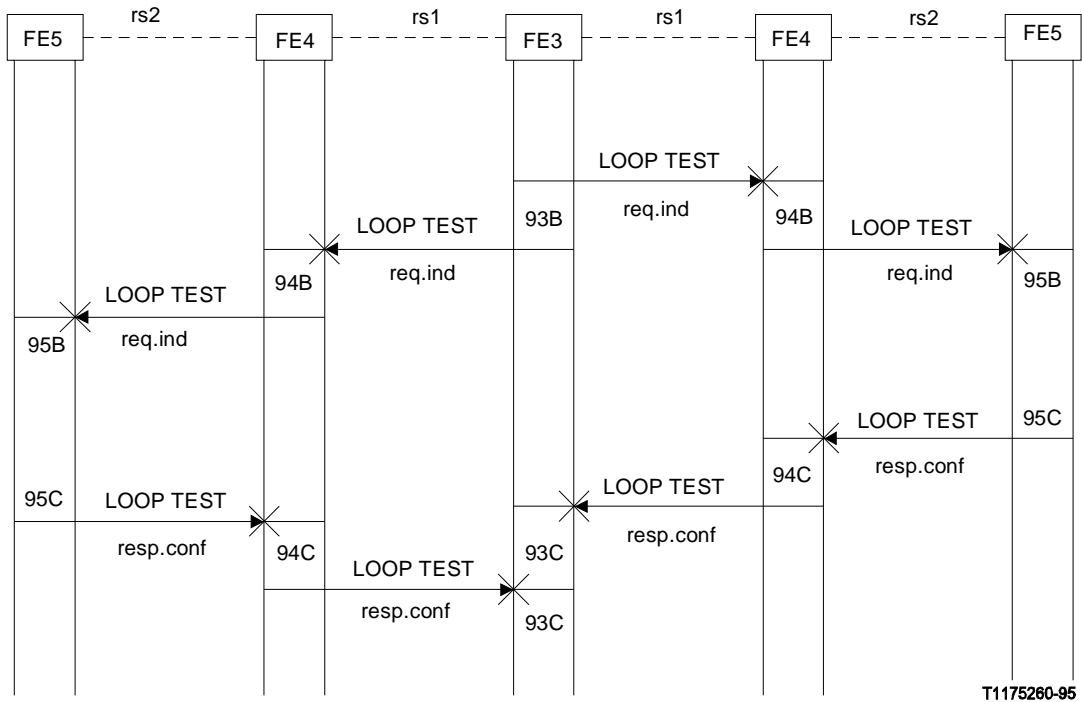 rs2 rs1 rs1 rs2
FE5 FE4 FE3 FE4 FE5
LOOP TEST
req.ind
93B 94B
LOOP TEST LOOP TEST
req.ind req.ind
94B 95B
LOOP TEST
req.ind
95B
LOOP TEST 95C
resp.conf
94C
95C LOOP TEST LOOP TEST
resp.conf resp.conf
94C 93C
LOOP TEST
resp.conf
93C
T1175260-95